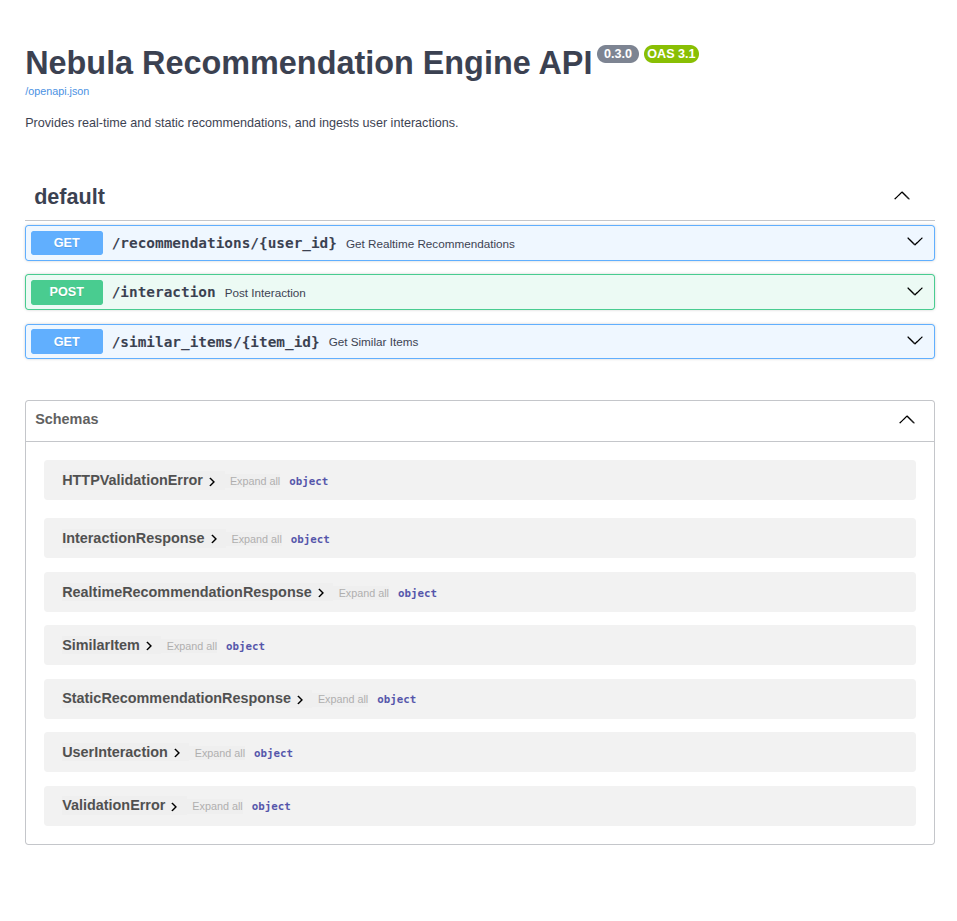 Nebula Recommendation Engine API 0.3.0 OAS 3.1
/openapi.json
Provides real-time and static recommendations, and ingests user interactions.
default
GET /recommendations/{user_id} Get Realtime Recommendations
POST /interaction Post Interaction
GET /similar_items/{item_id} Get Similar Items
Schemas
HTTPValidationError Expand all object
InteractionResponse Expand all object
RealtimeRecommendationResponse Expand all object
SimilarItem Expand all object
StaticRecommendationResponse Expand all object
UserInteraction Expand all object
ValidationError Expand all object